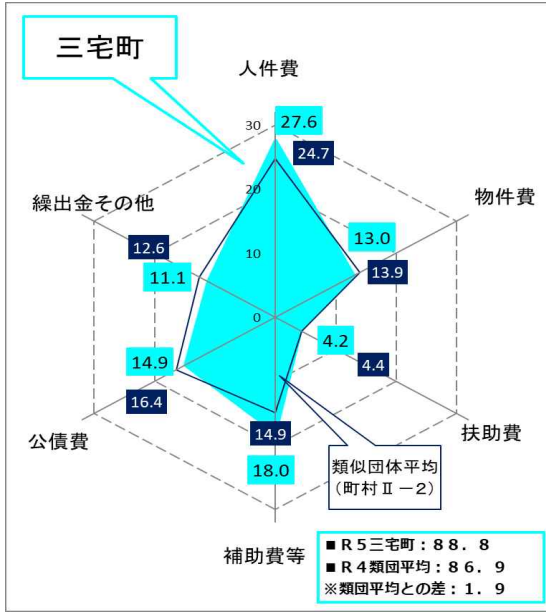 三宅町
人件費
27.6
30
24.7
20
繰出金その他
物件費
12.6
13.0
10
11.1
13.9
0
4.2
14.9
4.4
16.4
14.9
公債費
扶助費
18.0
類似団体平均
(町村Ⅱ－2)
補助費等
■R5三宅町：88．8
■R4類団平均：86．9
※類団平均との差：1．9